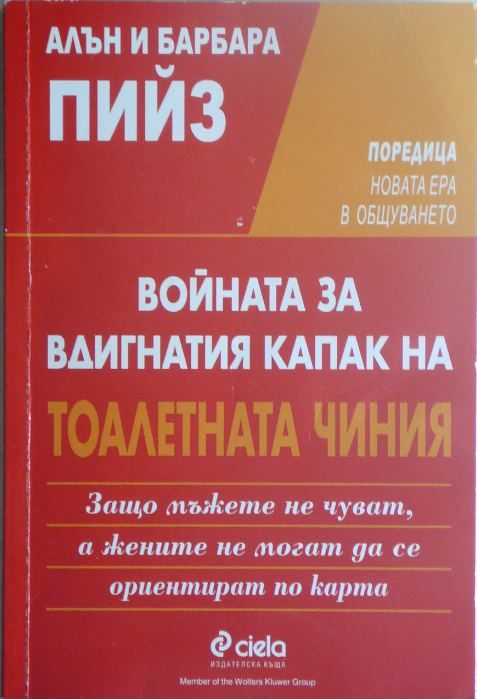 АЛЪН И БАРБАРА
ПИЙЗ
ПОРЕДИЦА
НОВАТА ЕРА
В ОБЩУВАНЕТО
ВОЙНАТА ЗА
ВДИГНАТИЯ КАПАК НА
ТОАЛЕТНАТА ЧИНИЯ
Защо мъжете не чуват,
а жените не могат да се
ориентират по карта
ciela
ИЗДАТЕЛСКА КЪЩА
Member of the Wolters Kluwer Group